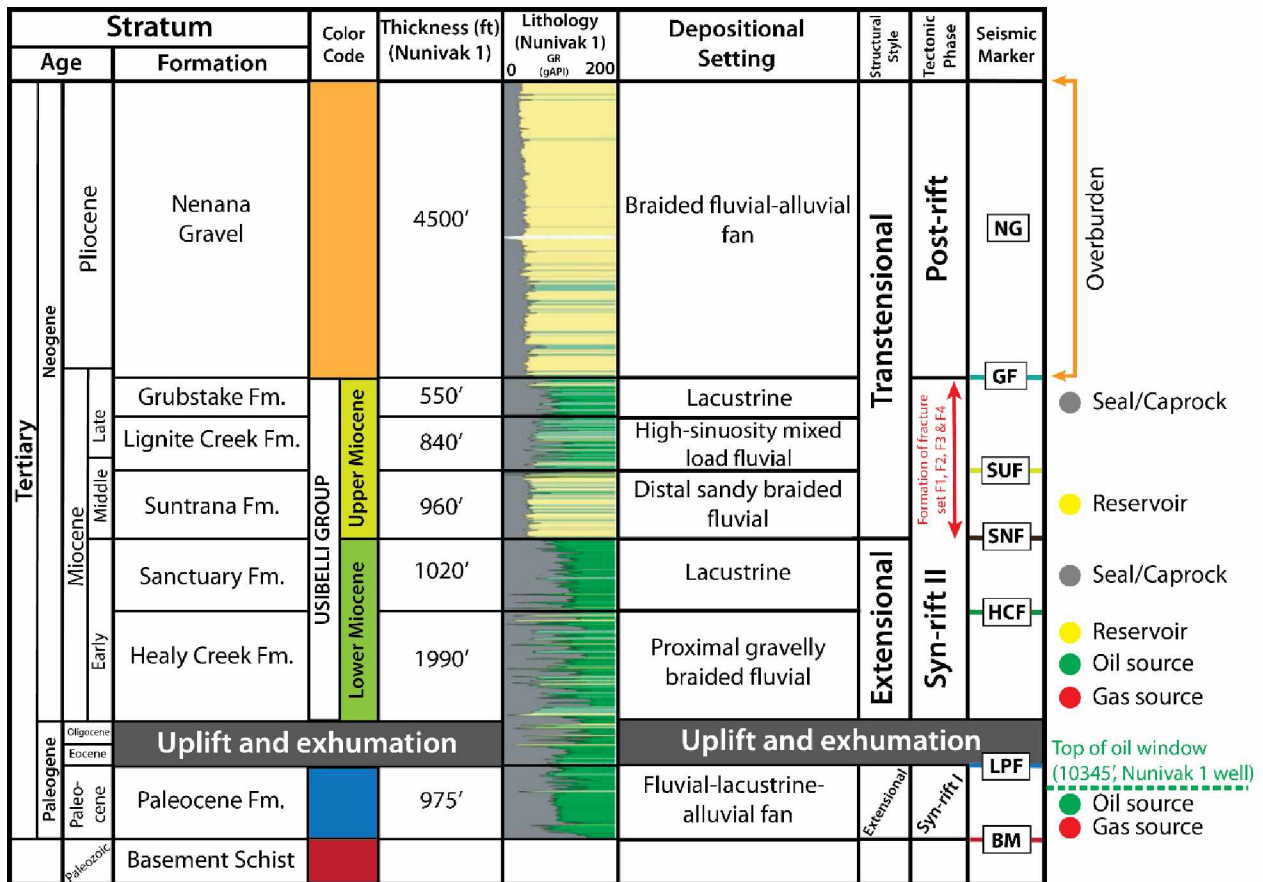 Stratum
Age
Formation
Color
Code
Thickness (ft)
(Nunivak 1)
Lithology
(Nunivak 1)
GR
0 (gAPI) 200
Depositional
Setting
Structural
Style
Tectonic
Phase
Seismic
Marker
Tertiary
Neogene
Pliocene
Nenana
Gravel
4500’
Braided fluvial-alluvial
fan
Transtensional
Post-rift
NG
Overburden
Miocene
Late
Grubstake Fm.
USIBELLI GROUP
Upper Miocene
550’
Lacustrine
GF
Seal/Caprock
Lignite Creek Fm.
840’
High-sinuosity mixed
load fluvial
Formation of fracture
set F1, F2, F3 & F4
SUF
Middle
Suntrana Fm.
960’
Distal sandy braided
fluvial
Reservoir
SNF
Early
Sanctuary Fm.
Lower Miocene
1020’
Lacustrine
Extensional
Syn-rift II
Seal/Caprock
HCF
Healy Creek Fm.
1990’
Proximal gravelly
braided fluvial
Reservoir
Oil source
Gas source
Paleogene
Oligocene
Eocene
Uplift and exhumation
Uplift and exhumation
LPF
Top of oil window
(10345’, Nunivak 1 well)
Paleo-
cene
Paleocene Fm.
975’
Fluvial-lacustrine-
alluvial fan
Extensional
Syn-rift I
Oil source
Gas source
BM
Paleozoic
Basement Schist